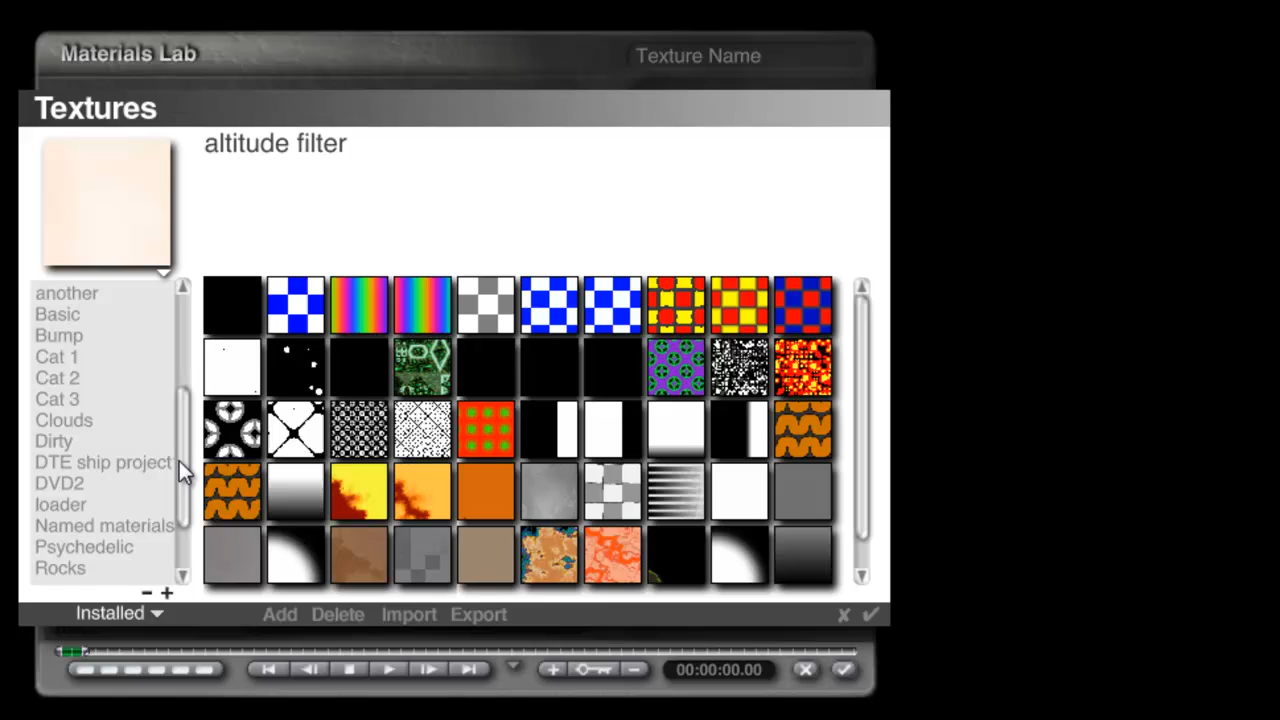 Materials Lab
Texture Name
Textures
altitude filter
another
Basic
Bump
Cat 1
Cat 2
Cat 3
Clouds
Dirty
DTE ship project
DVD2
loader
Named materials
Psychedelic
Rocks
Installed
Add Delete Import Export
00:00:00.00